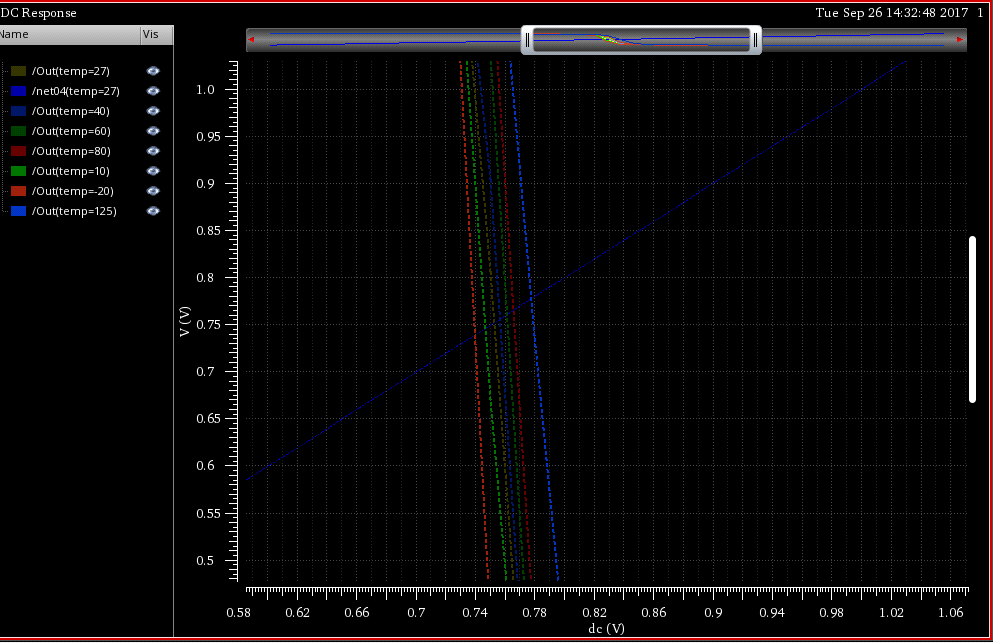 DC Response
Tue Sep 26 14:32:48 2017 1
Name Vis
/Out(temp=27)
/net04(temp=27)
/Out(temp=40)
/Out(temp=60)
/Out(temp=80)
/Out(temp=10)
/Out(temp=-20)
/Out(temp=125)
V (V)
1.0
0.95
0.9
0.85
0.8
0.75
0.7
0.65
0.6
0.55
0.5
0.58 0.62 0.66 0.7 0.74 0.78 0.82 0.86 0.9 0.94 0.98 1.02 1.06
dc (V)